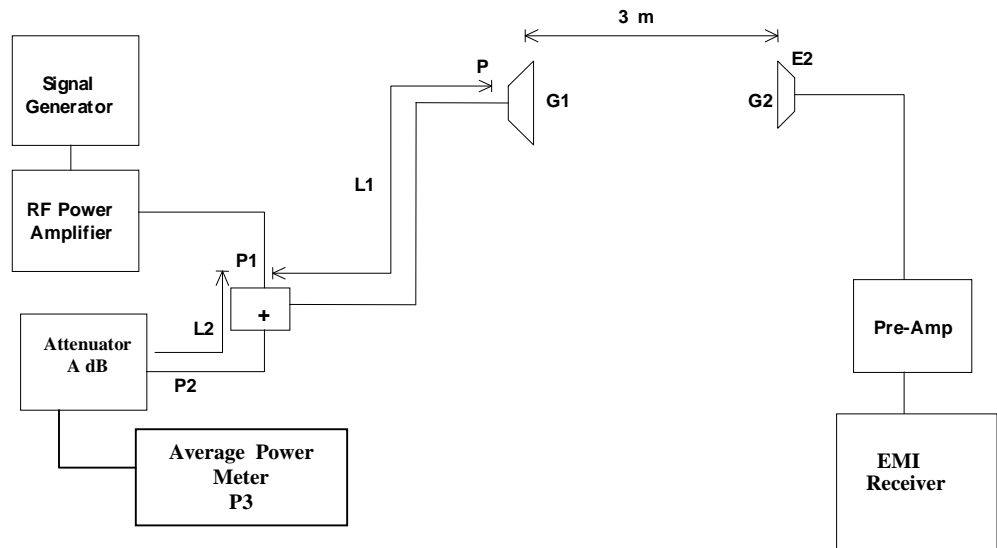 3 m
Signal
Generator
P
E2
G1
G2
L1
RF Power
Amplifier
P1
+
L2
Attenuator
A dB
P2
Pre-Amp
Average Power
Meter
P3
EMI
Receiver